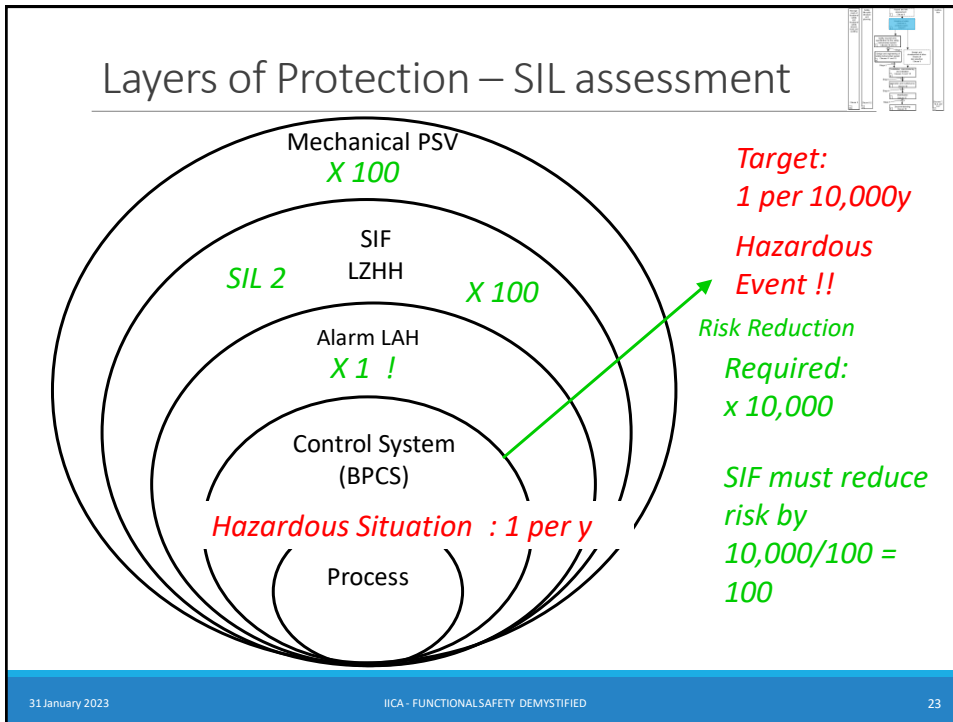 Layers of Protection – SIL assessment
Mechanical PSV
X 100
SIF
LZHH
SIL 2
X 100
Alarm LAH
X 1 !
Control System
(BPCS)
Hazardous Situation : 1 per y
Process
Target:
1 per 10,000y
Hazardous
Event !!
Risk Reduction
Required:
x 10,000
SIF must reduce
risk by
10,000/100 =
100
31 January 2023
IICA - FUNCTIONAL SAFETY DEMYSTIFIED
23